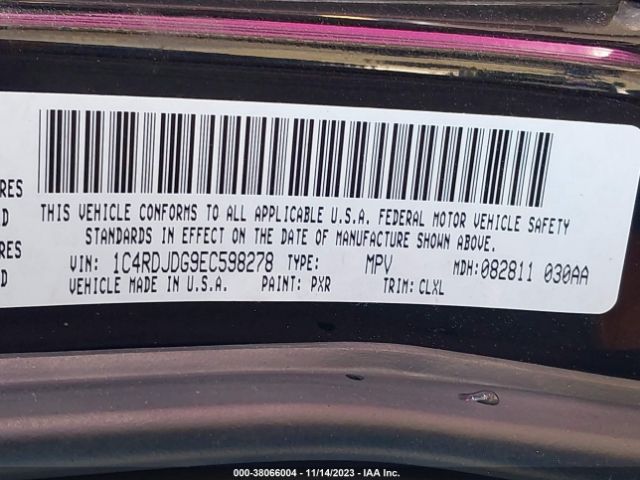 RES
THIS VEHICLE CONFORMS TO ALL APPLICABLE U.S.A. FEDERAL MOTOR VEHICLE SAFETY
D
STANDARDS IN EFFECT ON THE DATE OF MANUFACTURE SHOWN ABOVE.
RES
VIN: 1C4RDJDG9EC598278 TYPE: MPV MDH:082811 030AA
D
VEHICLE MADE IN U.S.A. PAINT: PXR TRIM: CLXL
© 38066004 - 11/14/2023 - IAA Inc.